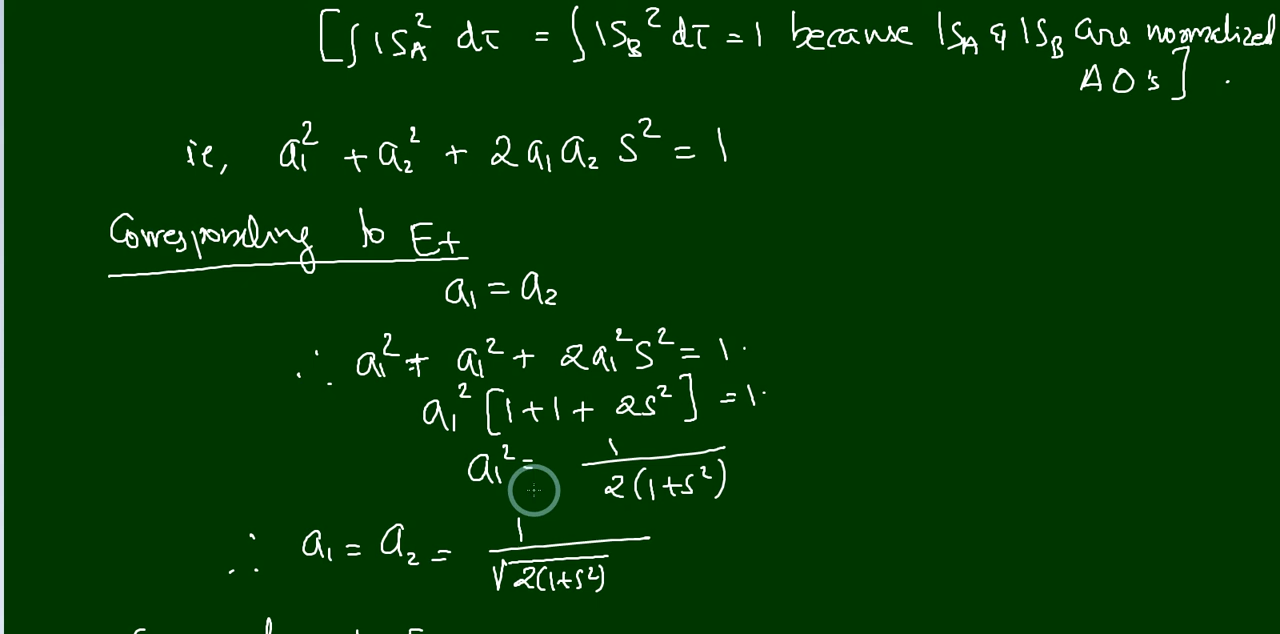 [∫ 1S_A² dτ = ∫ 1S_B² dτ = 1 because 1S_A & 1S_B are normalized
AO's] .
ie, a₁² + a₂² + 2a₁a₂ S² = 1
Corresponding to E+
a₁ = a₂
∴ a₁² + a₁² + 2a₁²S² = 1.
a₁² [1+1+ 2S²] = 1.
a₁² = 1 / 2(1+S²)
∴ a₁ = a₂ = 1 / √2(1+S²)